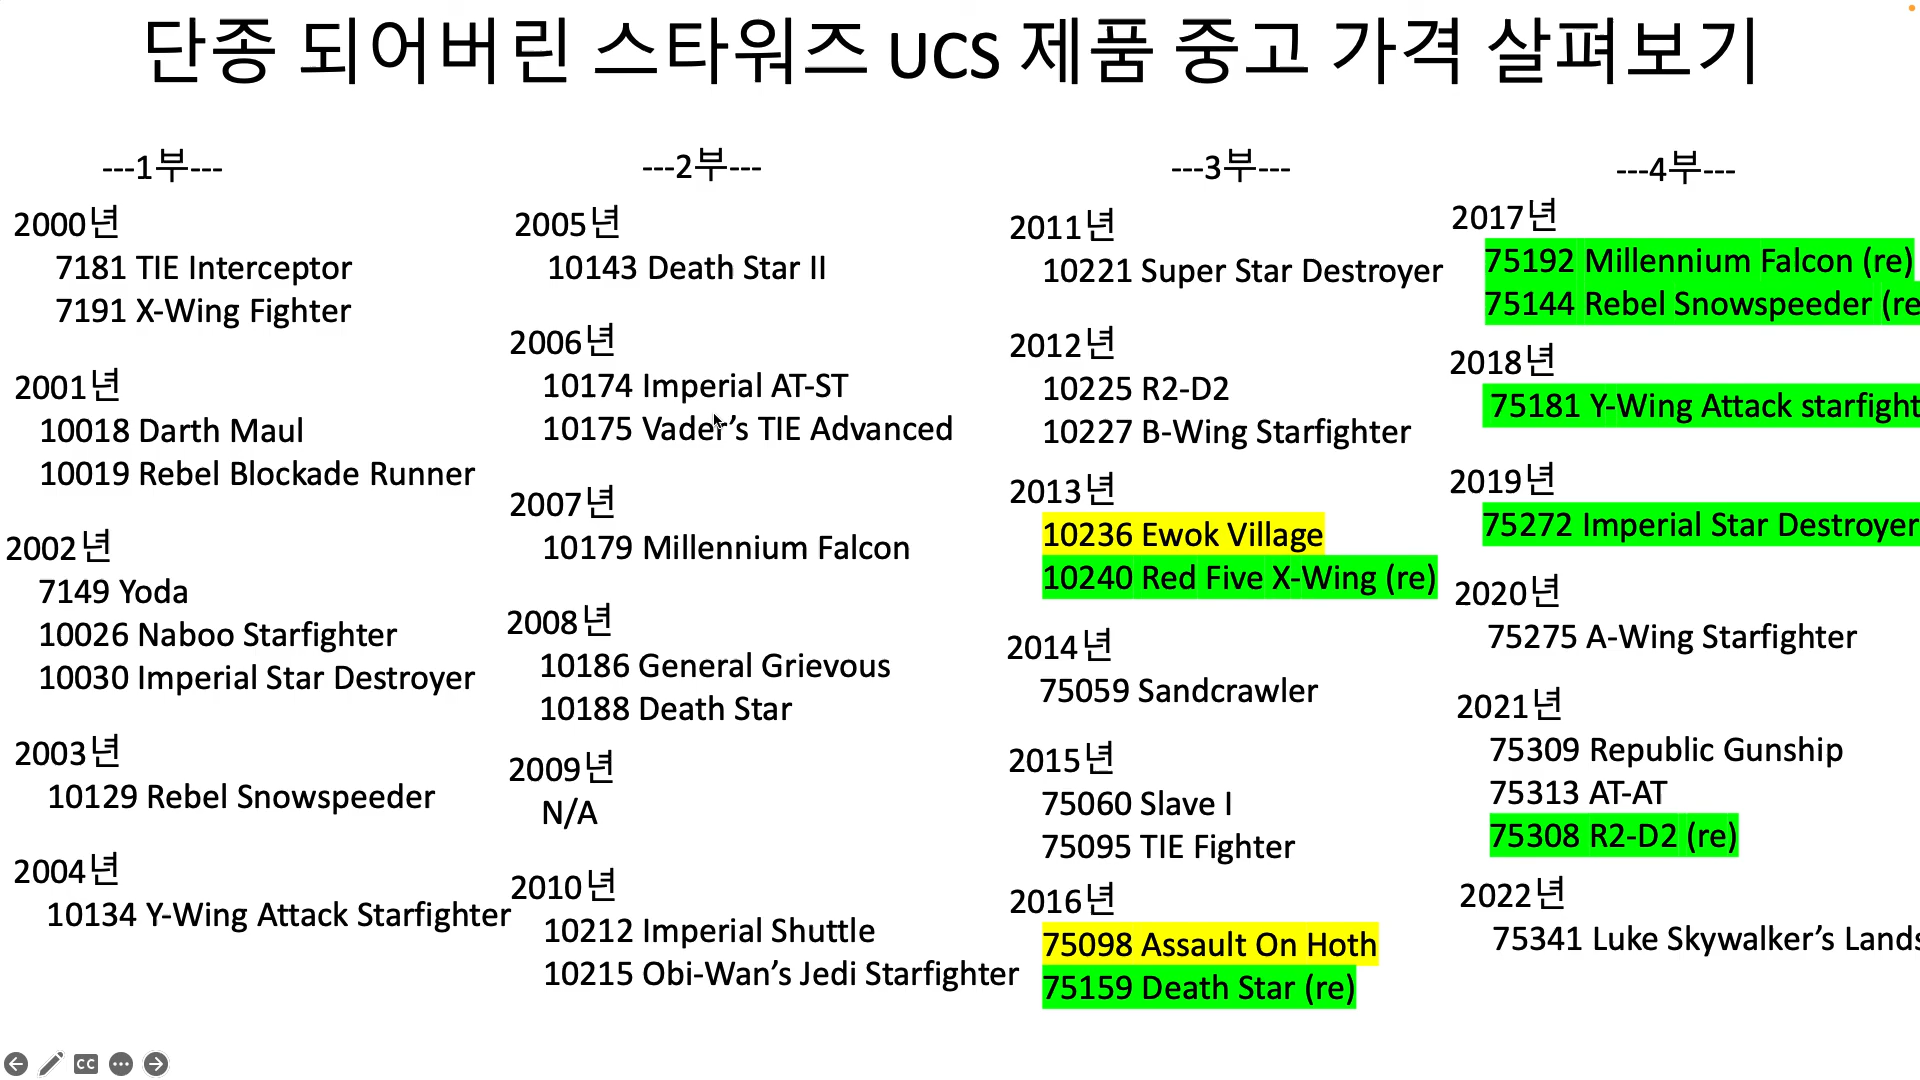 단종 되어버린 스타워즈 UCS 제품 중고 가격 살펴보기
---1부---
2000년
7181 TIE Interceptor
7191 X-Wing Fighter
2001년
10018 Darth Maul
10019 Rebel Blockade Runner
2002년
7149 Yoda
10026 Naboo Starfighter
10030 Imperial Star Destroyer
2003년
10129 Rebel Snowspeeder
2004년
10134 Y-Wing Attack Starfighter
---2부---
2005년
10143 Death Star II
2006년
10174 Imperial AT-ST
10175 Vader’s TIE Advanced
2007년
10179 Millennium Falcon
2008년
10186 General Grievous
10188 Death Star
2009년
N/A
2010년
10212 Imperial Shuttle
10215 Obi-Wan’s Jedi Starfighter
---3부---
2011년
10221 Super Star Destroyer
2012년
10225 R2-D2
10227 B-Wing Starfighter
2013년
10236 Ewok Village
10240 Red Five X-Wing (re)
2014년
75059 Sandcrawler
2015년
75060 Slave I
75095 TIE Fighter
2016년
75098 Assault On Hoth
75159 Death Star (re)
---4부---
2017년
75192 Millennium Falcon (re)
75144 Rebel Snowspeeder (re
2018년
75181 Y-Wing Attack starfight
2019년
75272 Imperial Star Destroyer
2020년
75275 A-Wing Starfighter
2021년
75309 Republic Gunship
75313 AT-AT
75308 R2-D2 (re)
2022년
75341 Luke Skywalker’s Lands
CC